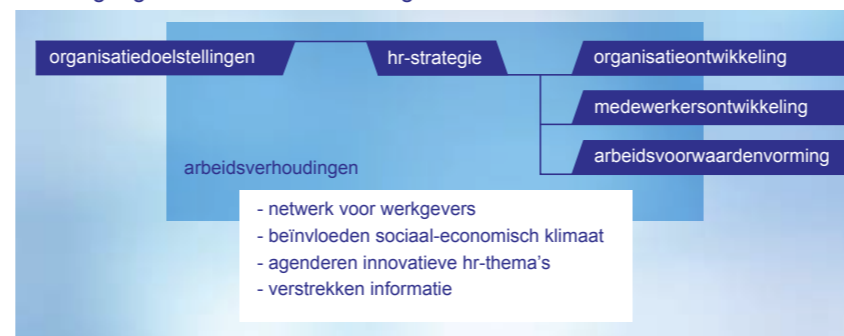 organisatiedoelstellingen
hr-strategie
organisatieontwikkeling
medewerkersontwikkeling
arbeidsvoorwaardenvorming
arbeidsverhoudingen
- netwerk voor werkgevers
- beïnvloeden sociaal-economisch klimaat
- agenderen innovatieve hr-thema's
- verstrekken informatie